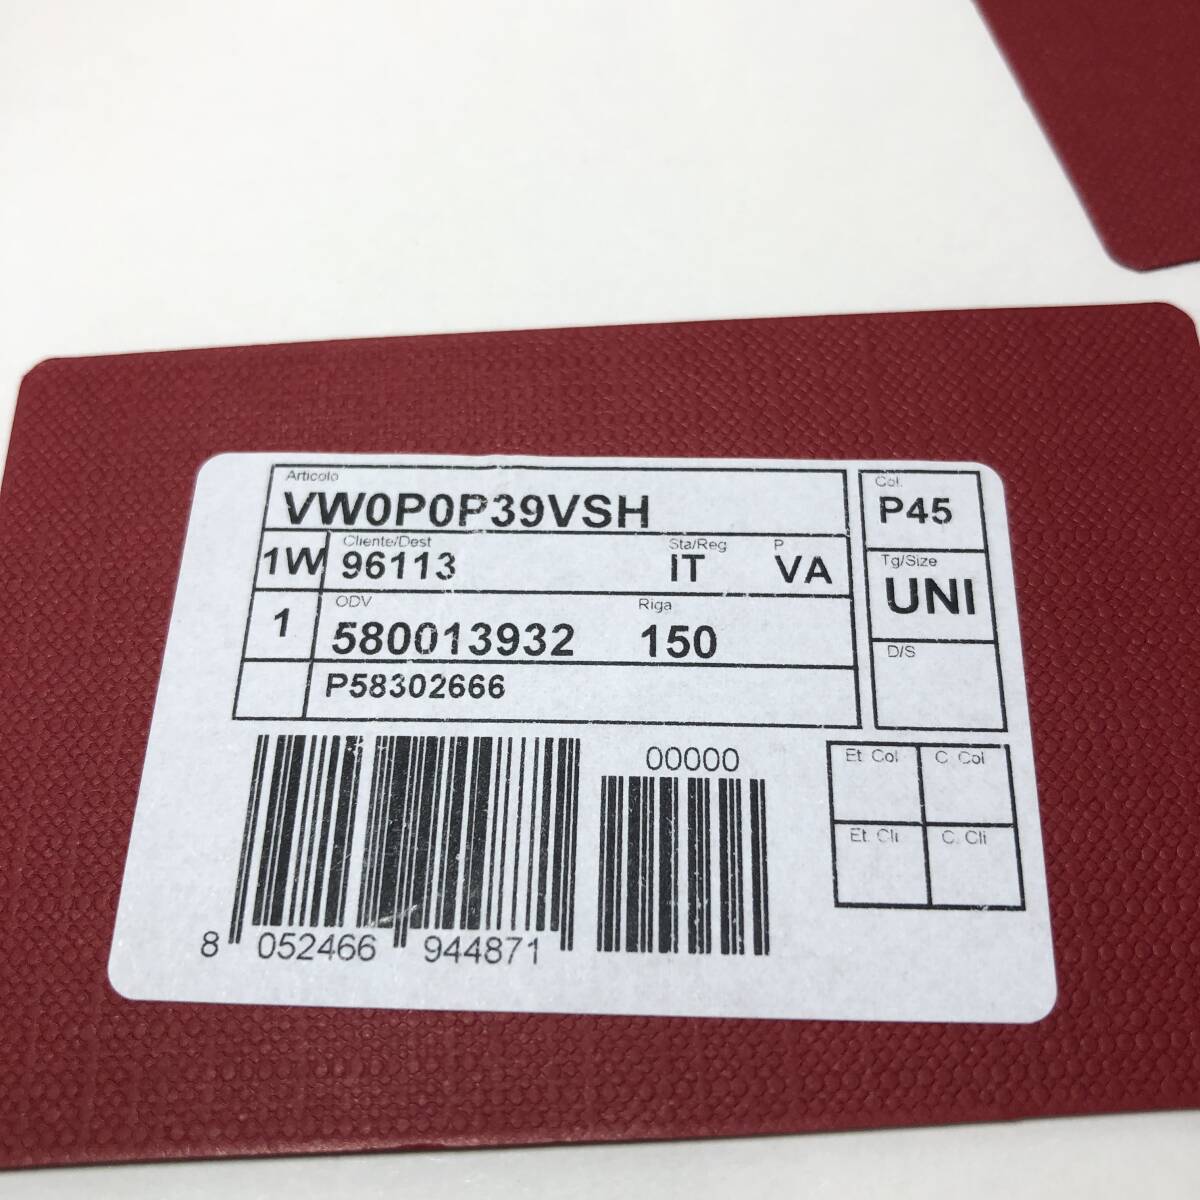 Articolo
VW0P0P39VSH
1W
Cliente/Dest
96113
Sta/Reg
IT
P
VA
1
ODV
580013932
Riga
150
P58302666
Col.
P45
Tg/Size
UNI
D/S
00000
8 052466 944871
Et. Col C. Col
Et. Cli C. Cli